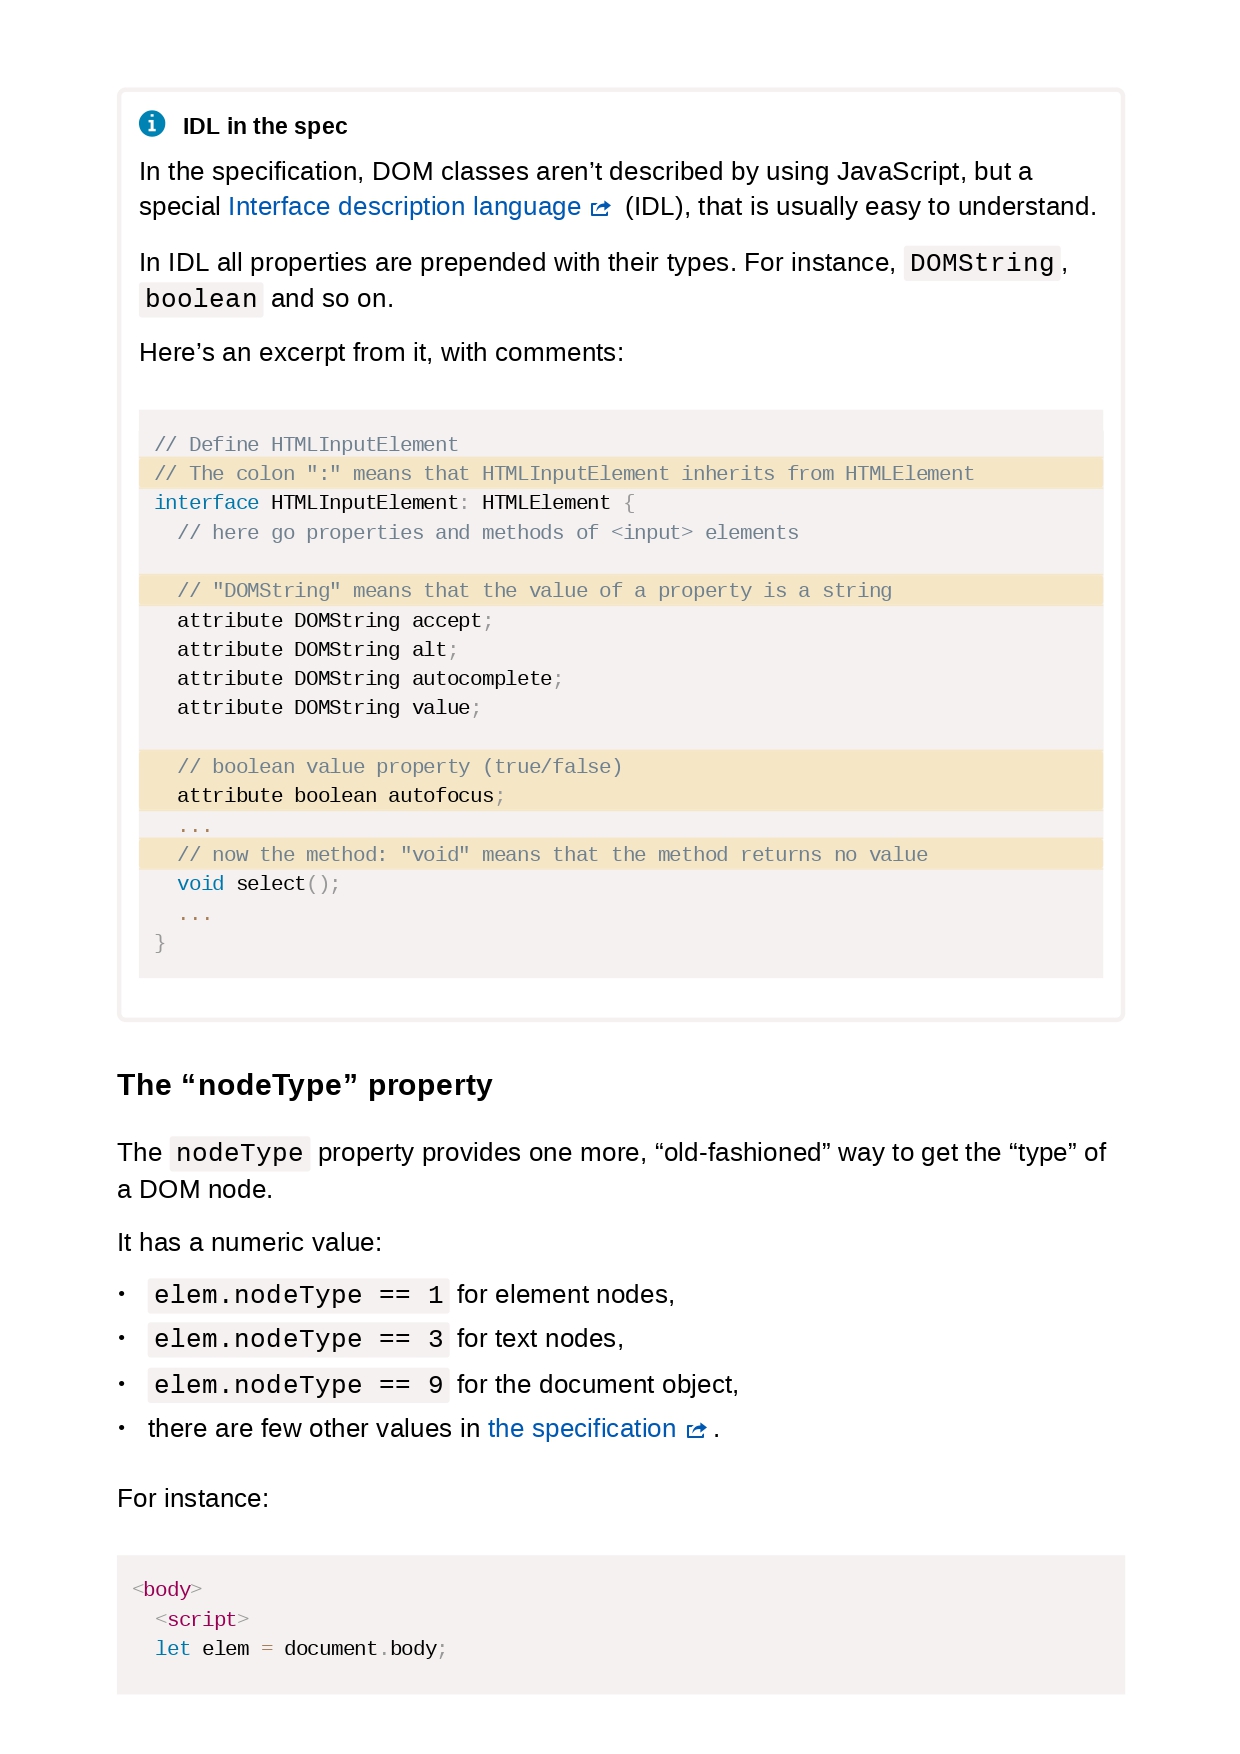 IDL in the spec
In the specification, DOM classes aren’t described by using JavaScript, but a
special Interface description language (IDL), that is usually easy to understand.
In IDL all properties are prepended with their types. For instance, DOMString,
boolean and so on.
Here’s an excerpt from it, with comments:
// Define HTMLInputElement
// The colon ":" means that HTMLInputElement inherits from HTMLElement
interface HTMLInputElement: HTMLElement {
  // here go properties and methods of <input> elements
  // "DOMString" means that the value of a property is a string
  attribute DOMString accept;
  attribute DOMString alt;
  attribute DOMString autocomplete;
  attribute DOMString value;
  // boolean value property (true/false)
  attribute boolean autofocus;
  ...
  // now the method: "void" means that the method returns no value
  void select();
  ...
}
The “nodeType” property
The nodeType property provides one more, “old-fashioned” way to get the “type” of
a DOM node.
It has a numeric value:
• elem.nodeType == 1 for element nodes,
• elem.nodeType == 3 for text nodes,
• elem.nodeType == 9 for the document object,
• there are few other values in the specification .
For instance:
<body>
  <script>
  let elem = document.body;